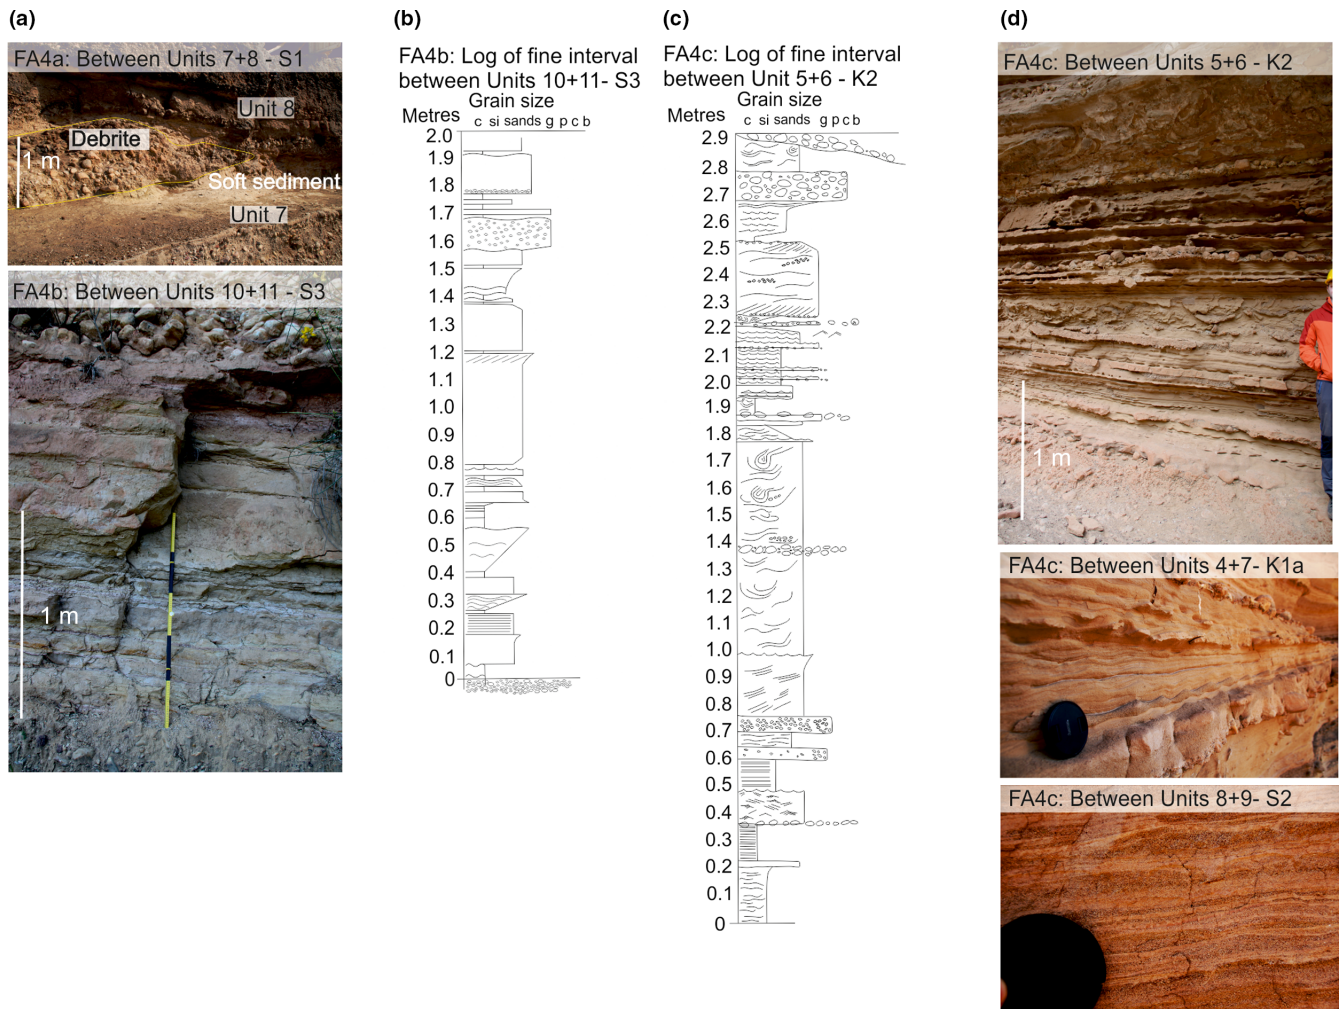 (a)
FA4a: Between Units 7+8 - S1
Unit 8
Debrite
1 m
Soft sediment
Unit 7
FA4b: Between Units 10+11 - S3
1 m
(b)
FA4b: Log of fine interval
between Units 10+11- S3
Grain size
Metres
c si sands g p c b
2.0
1.9
1.8
1.7
1.6
1.5
1.4
1.3
1.2
1.1
1.0
0.9
0.8
0.7
0.6
0.5
0.4
0.3
0.2
0.1
0
(c)
FA4c: Log of fine interval
between Unit 5+6 - K2
Grain size
Metres
c si sands g p c b
2.9
2.8
2.7
2.6
2.5
2.4
2.3
2.2
2.1
2.0
1.9
1.8
1.7
1.6
1.5
1.4
1.3
1.2
1.1
1.0
0.9
0.8
0.7
0.6
0.5
0.4
0.3
0.2
0.1
0
(d)
FA4c: Between Units 5+6 - K2
1 m
FA4c: Between Units 4+7- K1a
FA4c: Between Units 8+9- S2